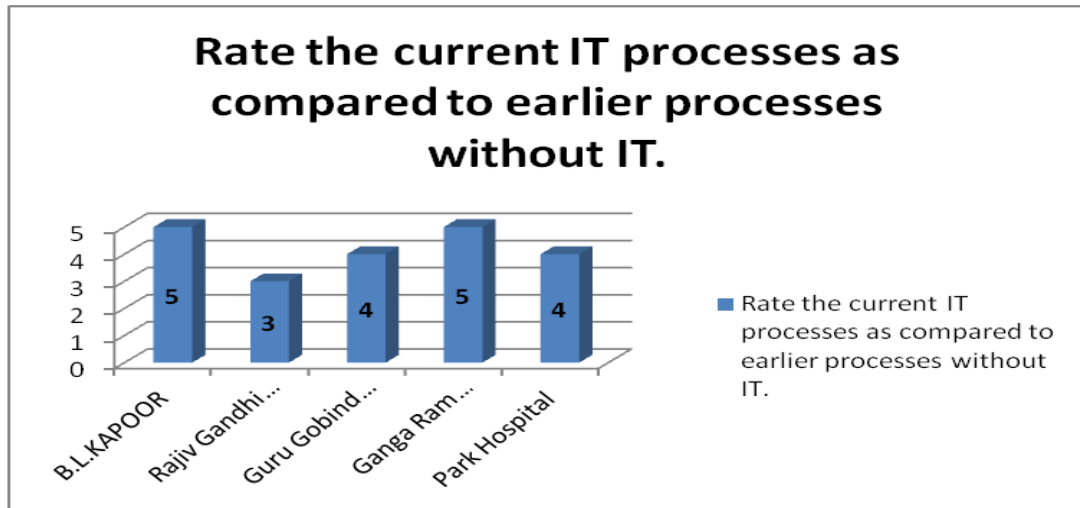 Rate the current IT processes as
compared to earlier processes
without IT.
5
4
3
2
1
0
5
3
4
5
4
B.L.KAPOOR
Rajiv Gandhi...
Guru Gobind...
Ganga Ram...
Park Hospital
Rate the current IT
processes as compared to
earlier processes without
IT.